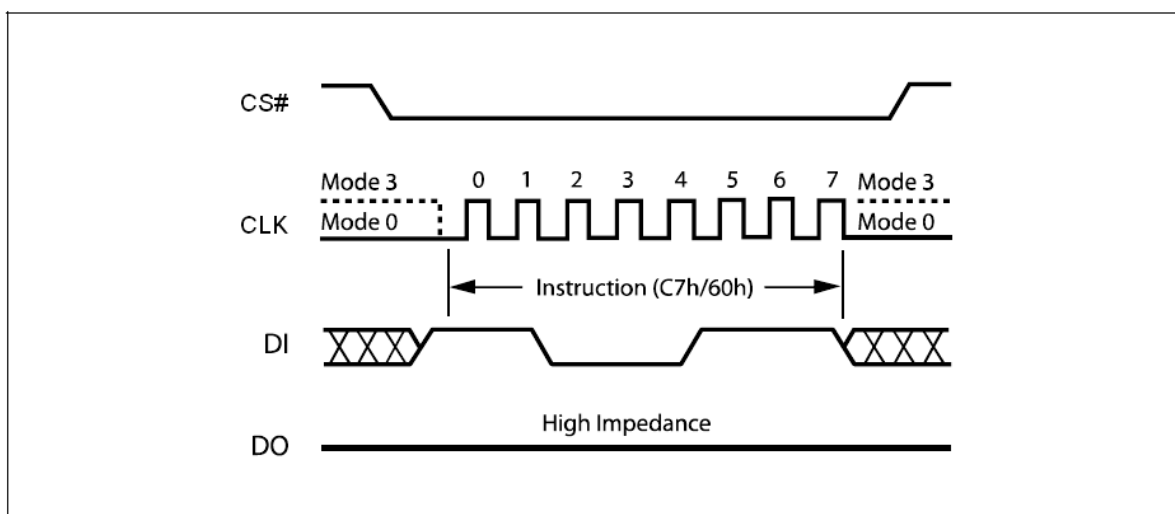 CS#
Mode 3 0 1 2 3 4 5 6 7 Mode 3
CLK Mode 0 Mode 0
Instruction (C7h/60h)
DI
High Impedance
DO